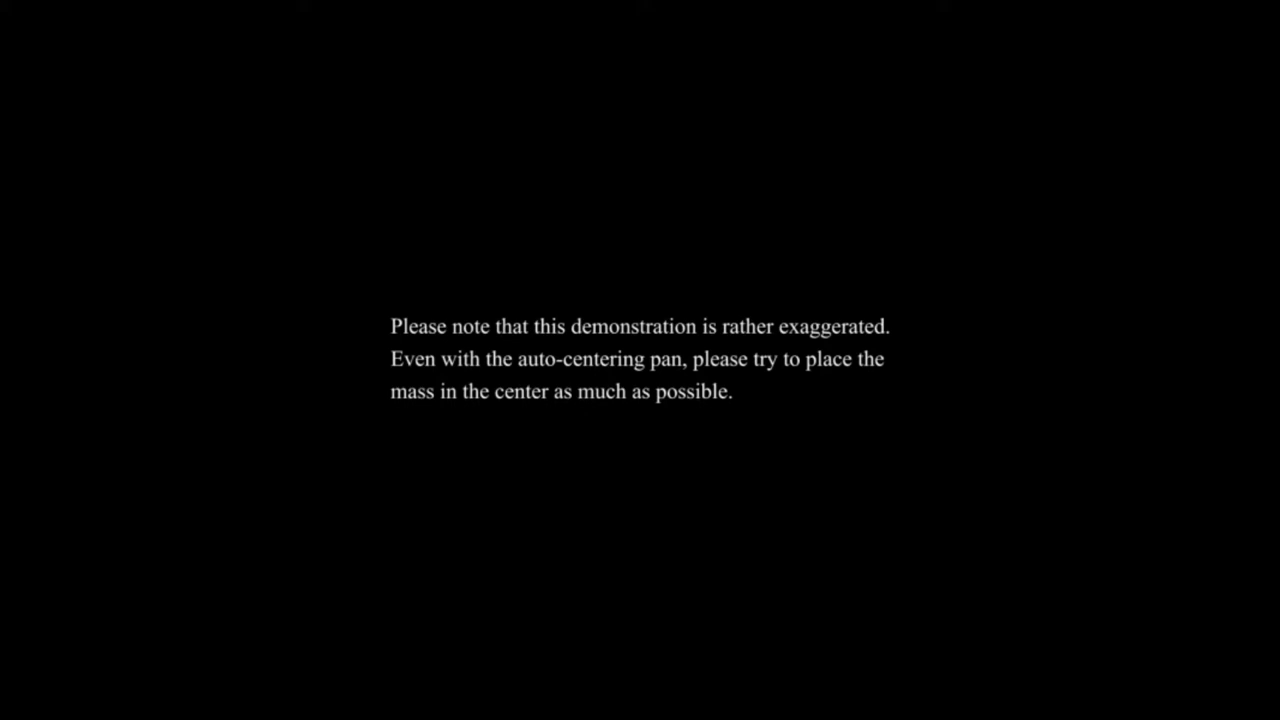 Please note that this demonstration is rather exaggerated.
Even with the auto-centering pan, please try to place the
mass in the center as much as possible.